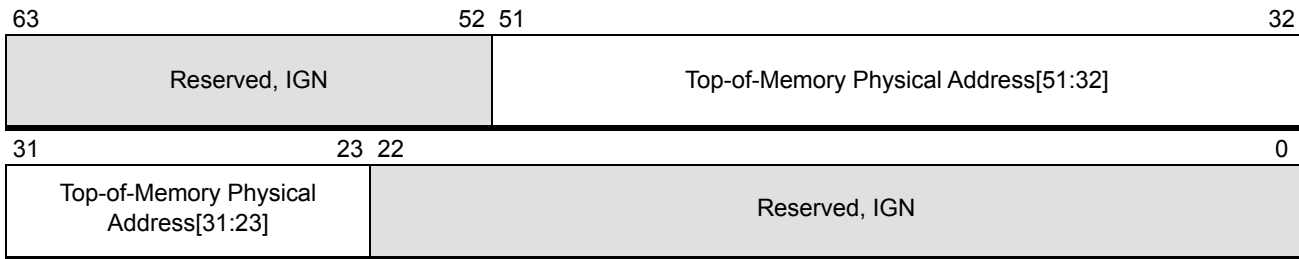 63 52 51 32
Reserved, IGN Top-of-Memory Physical Address[51:32]
31 23 22 0
Top-of-Memory Physical
Address[31:23]
Reserved, IGN